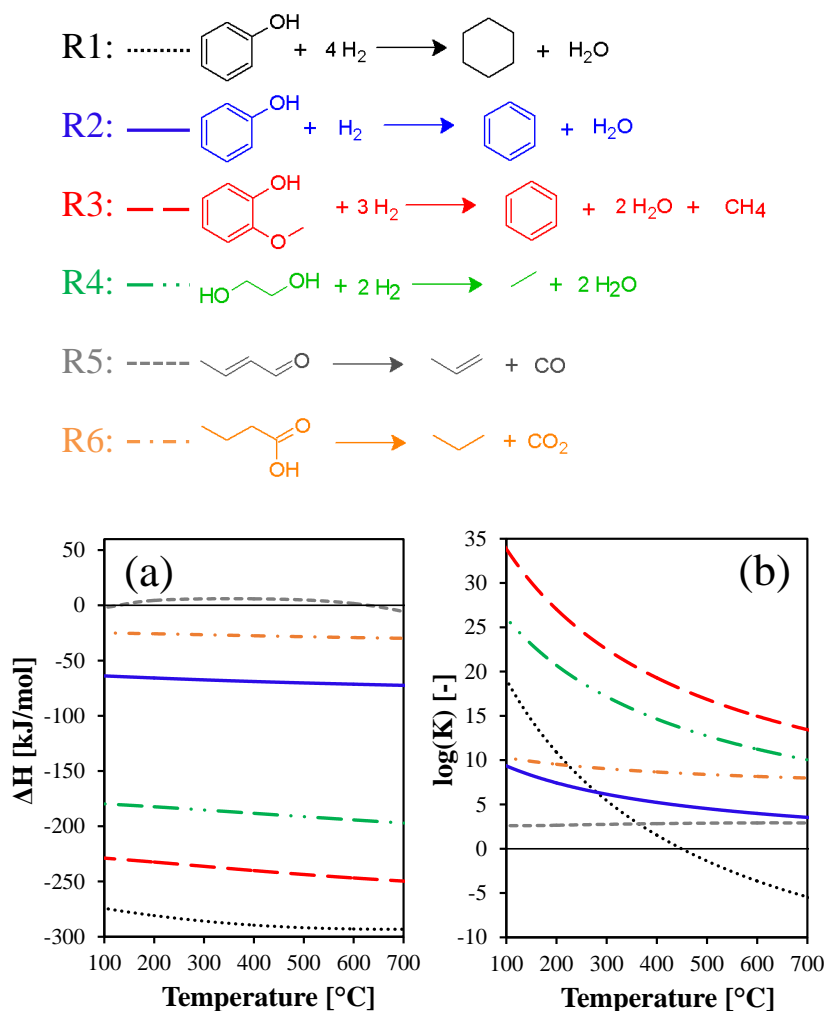 R1: OH + 4 H₂ + H₂O
R2: OH + H₂ + H₂O
R3: OH O + 3 H₂ + 2 H₂O + CH₄
R4: HO OH + 2 H₂ + 2 H₂O
R5: O + CO
R6: O OH + CO₂
(a)
ΔH [kJ/mol]
50
0
-50
-100
-150
-200
-250
-300
100 200 300 400 500 600 700
Temperature [°C]
(b)
log(K) [-]
35
30
25
20
15
10
5
0
-5
-10
100 200 300 400 500 600 700
Temperature [°C]